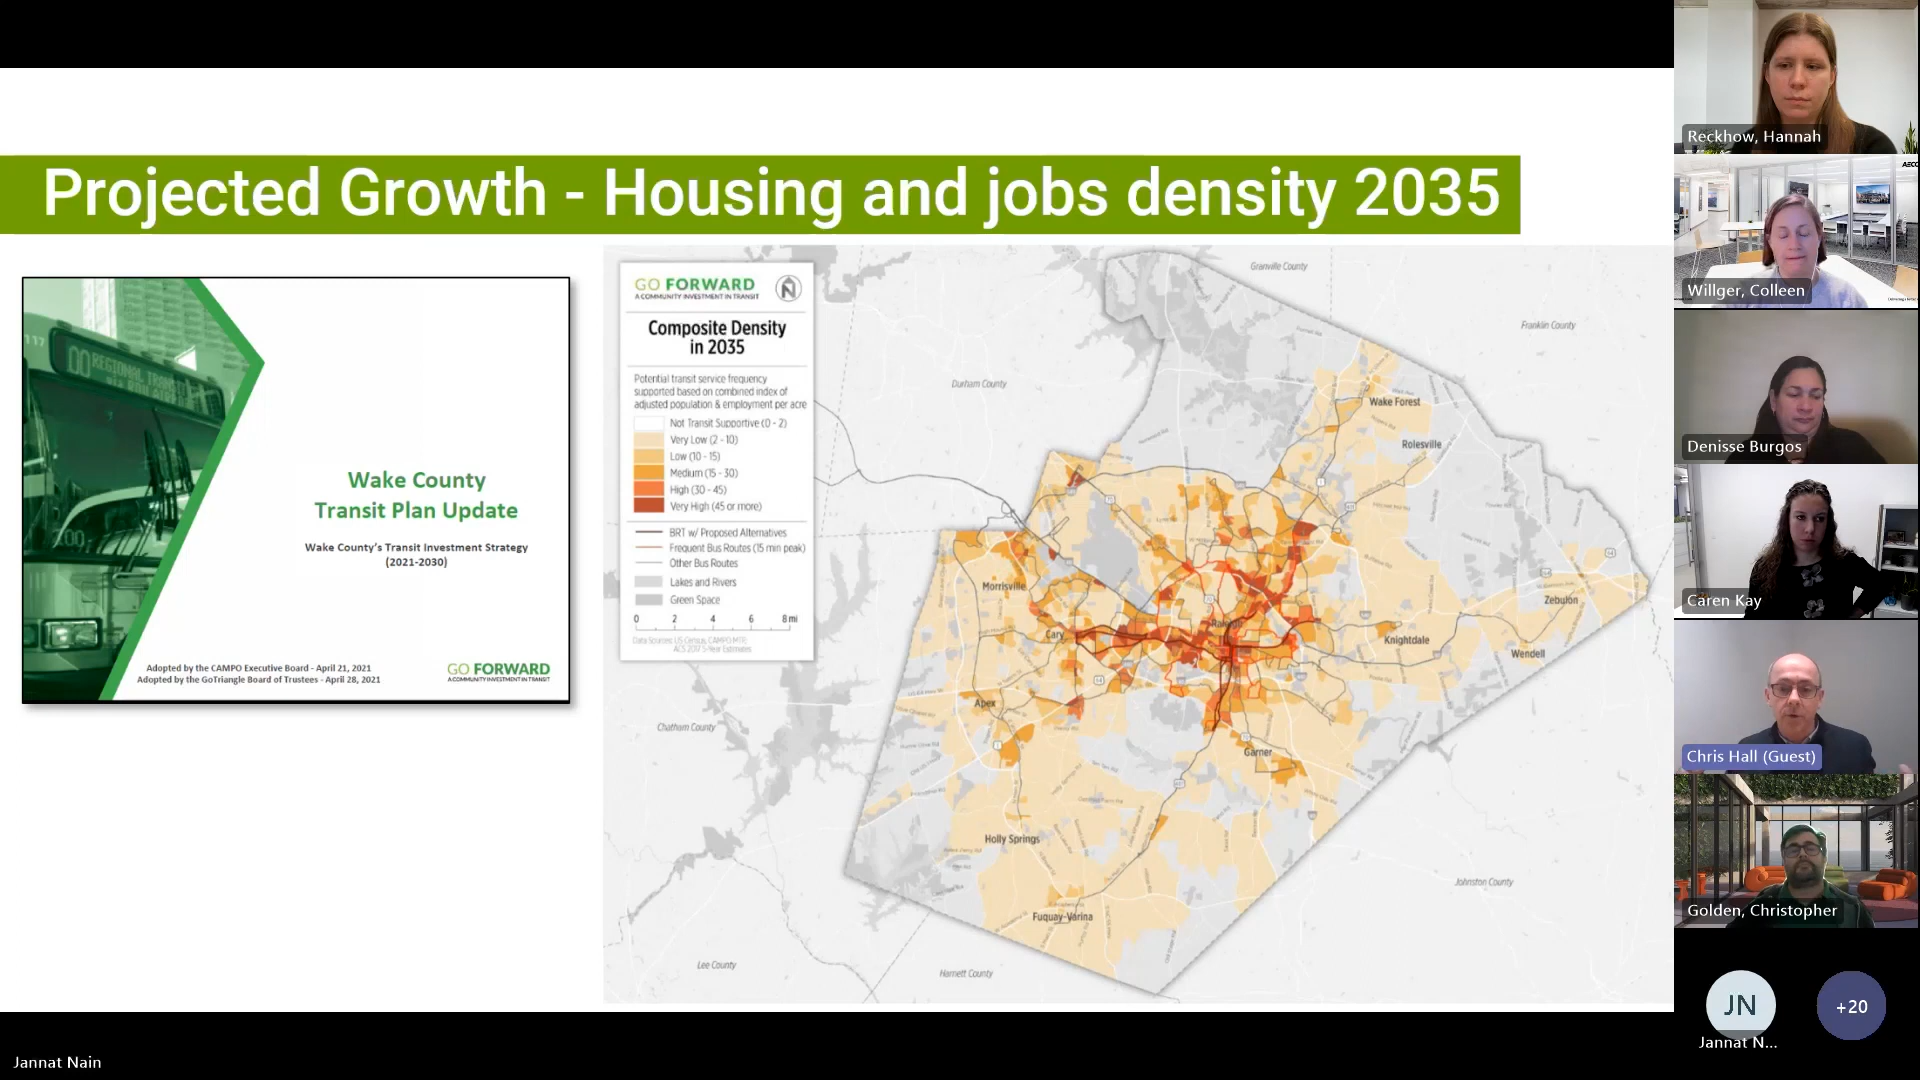 Projected Growth - Housing and jobs density 2035
REGIONAL TRANSIT
Wake County
Transit Plan Update
Wake County's Transit Investment Strategy
(2021-2030)
Adopted by the CAMPO Executive Board - April 21, 2021
Adopted by the GoTriangle Board of Trustees - April 28, 2021
GO FORWARD
A COMMUNITY INVESTMENT IN TRANSIT
GO FORWARD
A COMMUNITY INVESTMENT IN TRANSIT
N
Composite Density
in 2035
Potential transit service frequency
supported based on combined index of
adjusted population & employment per acre
Not Transit Supportive (0 - 2)
Very Low (2 - 10)
Low (10 - 15)
Medium (15 - 30)
High (30 - 45)
Very High (45 or more)
BRT w/ Proposed Alternatives
Frequent Bus Routes (15 min peak)
Other Bus Routes
Lakes and Rivers
Green Space
0 2 4 6 8 mi
Data Sources: US Census, CAMPO MTP,
ACS 2017 5-Year Estimates
Granville County
Franklin County
Durham County
Wake Forest
Rolesville
Morrisville
Zebulon
Raleigh
Cary
Knightdale
Wendell
Apex
Chatham County
Garner
Holly Springs
Johnston County
Fuquay-Varina
Lee County
Harnett County
Reckhow, Hannah
Willger, Colleen
Denisse Burgos
Caren Kay
Chris Hall (Guest)
Golden, Christopher
JN
+20
Jannat N...
Jannat Nain